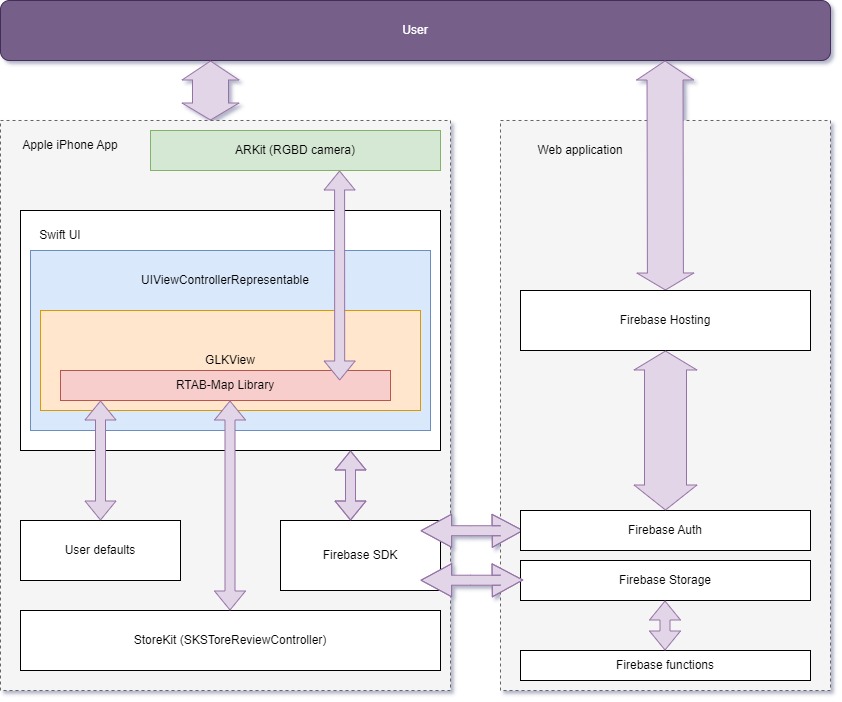 User
Apple iPhone App
ARKit (RGBD camera)
Web application
Swift UI
UIViewControllerRepresentable
GLKView
RTAB-Map Library
Firebase Hosting
User defaults
Firebase SDK
Firebase Auth
Firebase Storage
StoreKit (SKSToreReviewController)
Firebase functions